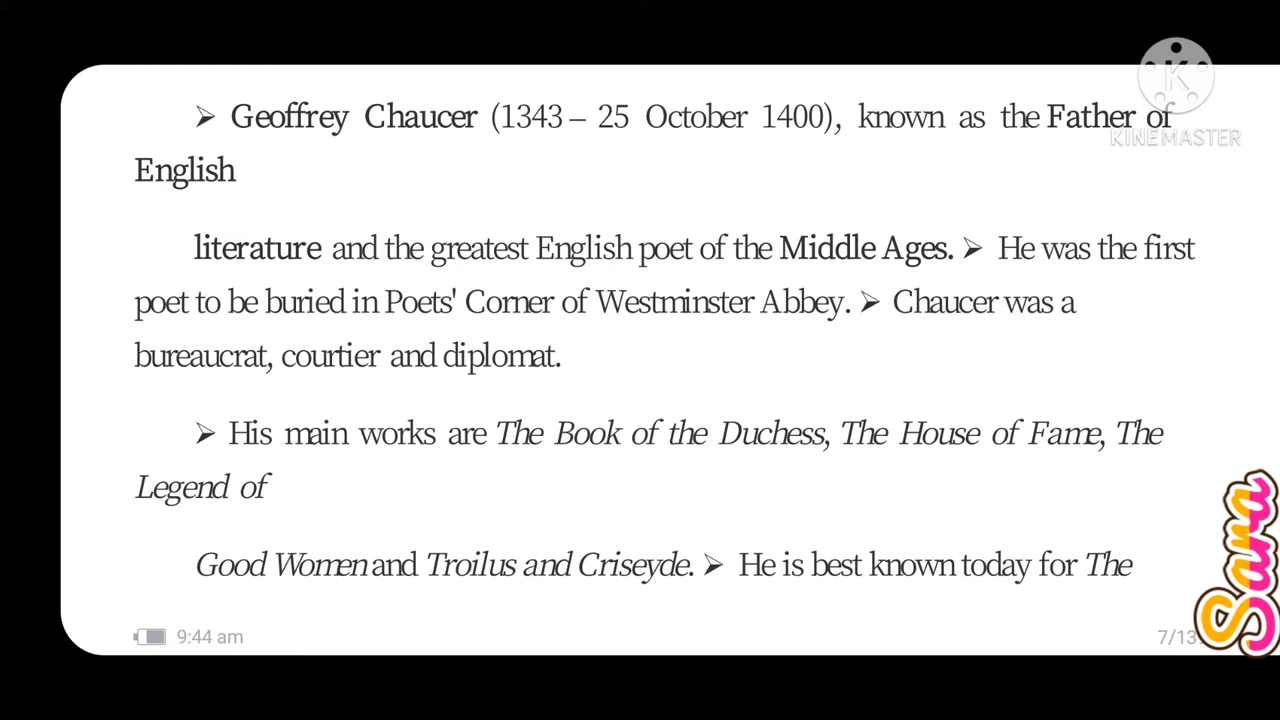 ➢ Geoffrey Chaucer (1343 – 25 October 1400), known as the Father of
English
literature and the greatest English poet of the Middle Ages. ➢ He was the first
poet to be buried in Poets' Corner of Westminster Abbey. ➢ Chaucer was a
bureaucrat, courtier and diplomat.
➢ His main works are The Book of the Duchess, The House of Fame, The
Legend of
Good Women and Troilus and Criseyde. ➢ He is best known today for The
9:44 am
7/13
K
KINEMASTER
Sara